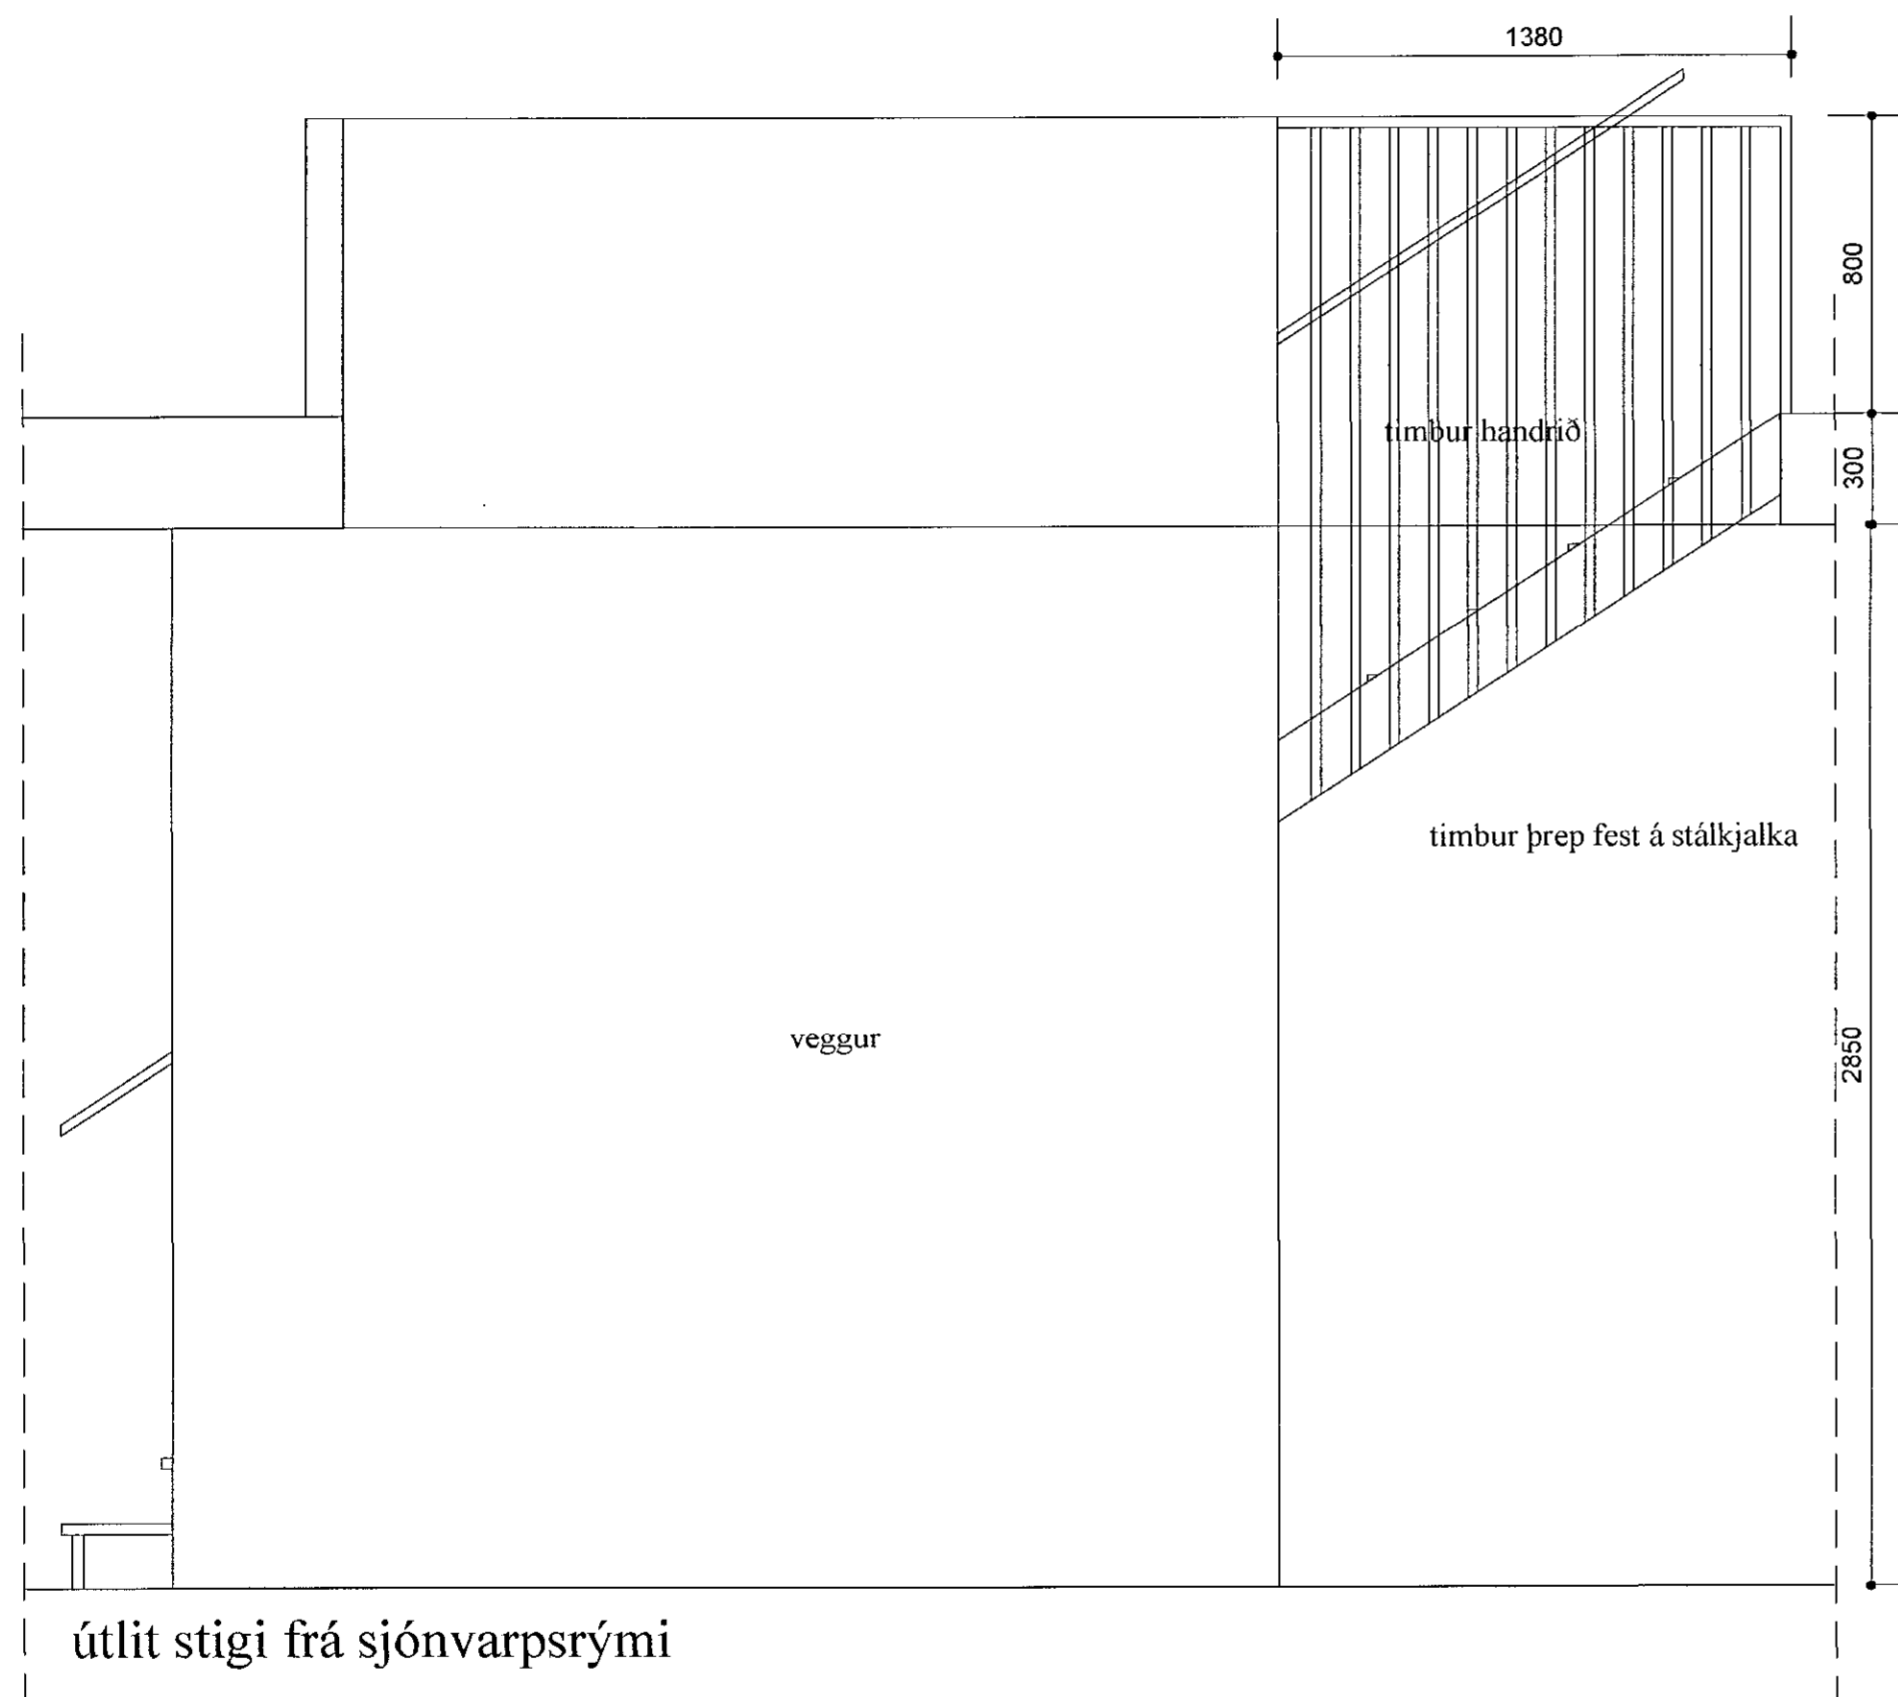 1380
800
timbur handrið
300
timbur þrep fest á stálkjalka
veggur
2850
útlit stigi frá sjónvarpsrými